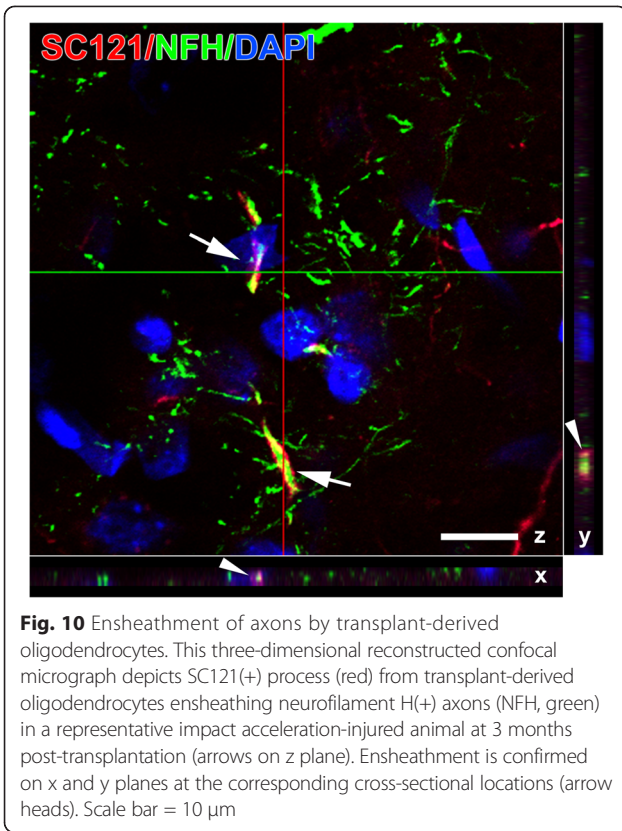 SC121/NFH/DAPI
z
y
x
Fig. 10 Ensheathment of axons by transplant-derived
oligodendrocytes. This three-dimensional reconstructed confocal
micrograph depicts SC121(+) process (red) from transplant-derived
oligodendrocytes ensheathing neurofilament H(+) axons (NFH, green)
in a representative impact acceleration-injured animal at 3 months
post-transplantation (arrows on z plane). Ensheathment is confirmed
on x and y planes at the corresponding cross-sectional locations (arrow
heads). Scale bar = 10 μm